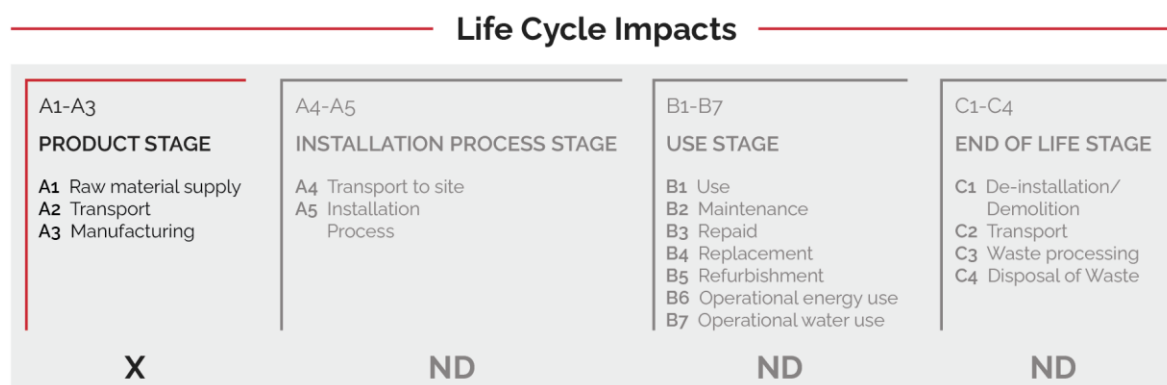 Life Cycle Impacts
A1-A3
PRODUCT STAGE
A1 Raw material supply
A2 Transport
A3 Manufacturing
X
A4-A5
INSTALLATION PROCESS STAGE
A4 Transport to site
A5 Installation
Process
ND
B1-B7
USE STAGE
B1 Use
B2 Maintenance
B3 Repaid
B4 Replacement
B5 Refurbishment
B6 Operational energy use
B7 Operational water use
ND
C1-C4
END OF LIFE STAGE
C1 De-installation/
Demolition
C2 Transport
C3 Waste processing
C4 Disposal of Waste
ND